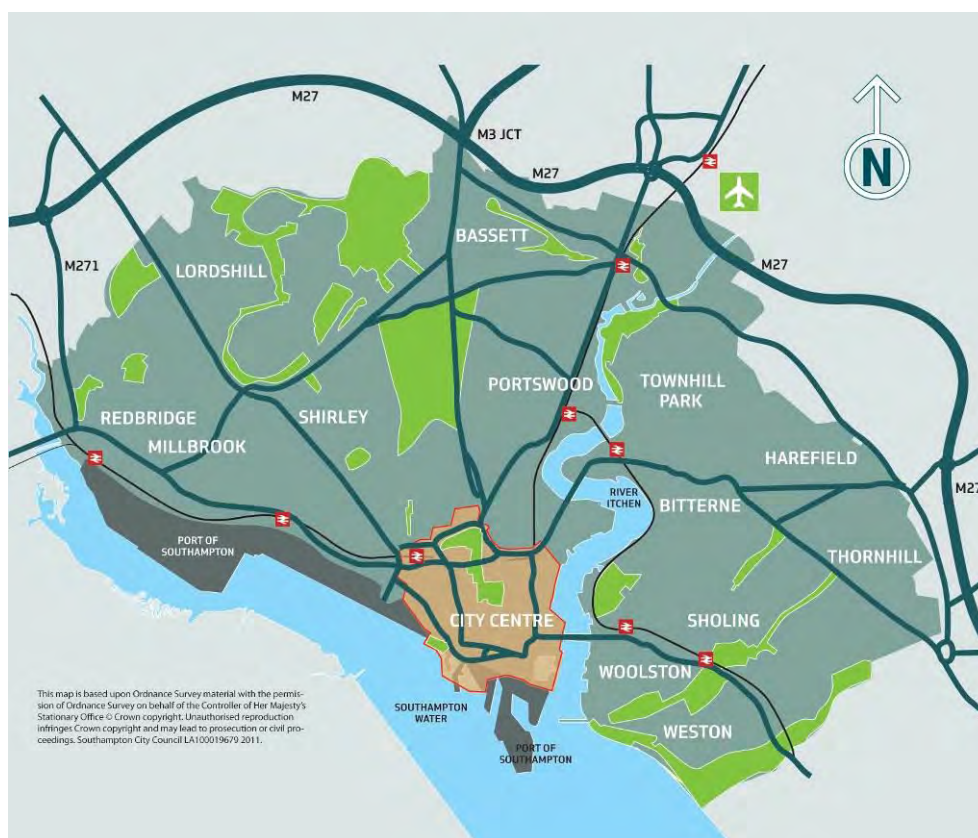 M27
M3 JCT
M27
N
BASSETT
LORDSHILL
M271
M27
PORTSWOOD
TOWNHILL
PARK
REDBRIDGE
SHIRLEY
MILLBROOK
HAREFIELD
M27
RIVER
ITCHEN
BITTERNE
PORT OF
SOUTHAMPTON
THORNHILL
CITY CENTRE
SHOLING
WOOLSTON
This map is based upon Ordnance Survey material with the permis-
sion of Ordnance Survey on behalf of the Controller of Her Majesty's
Stationary Office © Crown copyright. Unauthorised reproduction
infringes Crown copyright and may lead to prosecution or civil pro-
ceedings. Southampton City Council LA100019679 2011.
SOUTHAMPTON
WATER
WESTON
PORT OF
SOUTHAMPTON